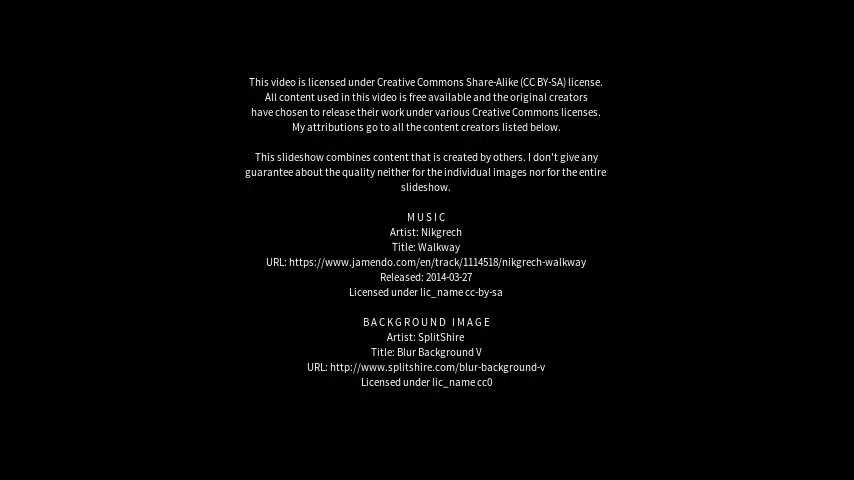 This video is licensed under Creative Commons Share-Alike (CC BY-SA) license.
All content used in this video is free available and the original creators
have chosen to release their work under various Creative Commons licenses.
My attributions go to all the content creators listed below.
This slideshow combines content that is created by others. I don't give any
guarantee about the quality neither for the individual images nor for the entire
slideshow.
MUSIC
Artist: Nikgrech
Title: Walkway
URL: https://www.jamendo.com/en/track/1114518/nikgrech-walkway
Released: 2014-03-27
Licensed under lic_name cc-by-sa
BACKGROUND IMAGE
Artist: SplitShire
Title: Blur Background V
URL: http://www.splitshire.com/blur-background-v
Licensed under lic_name cc0